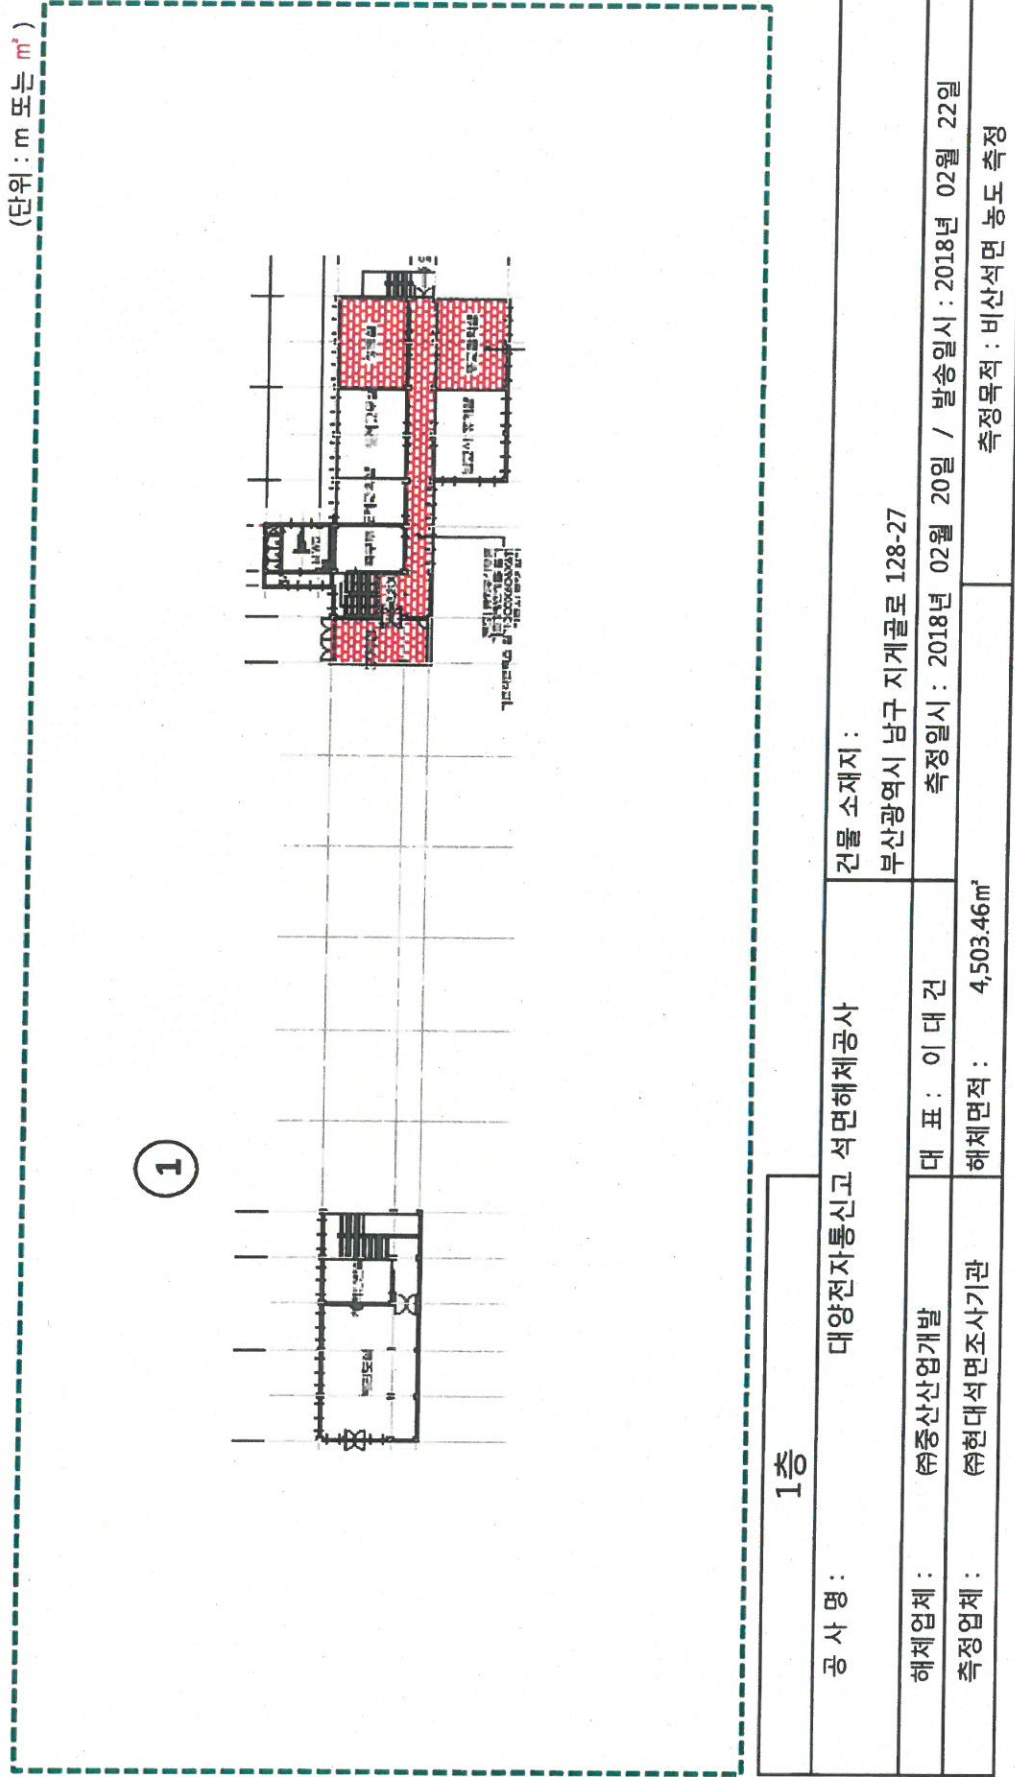 (단위 : m 또는 ㎡ )
1
1층
공 사 명 : 대양전자통신고 석면해체공사
건물 소재지 :
부산광역시 남구 지게골로 128-27
해체업체 : ㈜중산산업개발 대 표 : 이 대 건 측정일시 : 2018년 02월 20일 / 발송일시 : 2018년 02월 22일
측정업체 : ㈜현대석면조사기관 해체면적 : 4,503.46㎡ 측정목적 : 비산석면 농도 측정